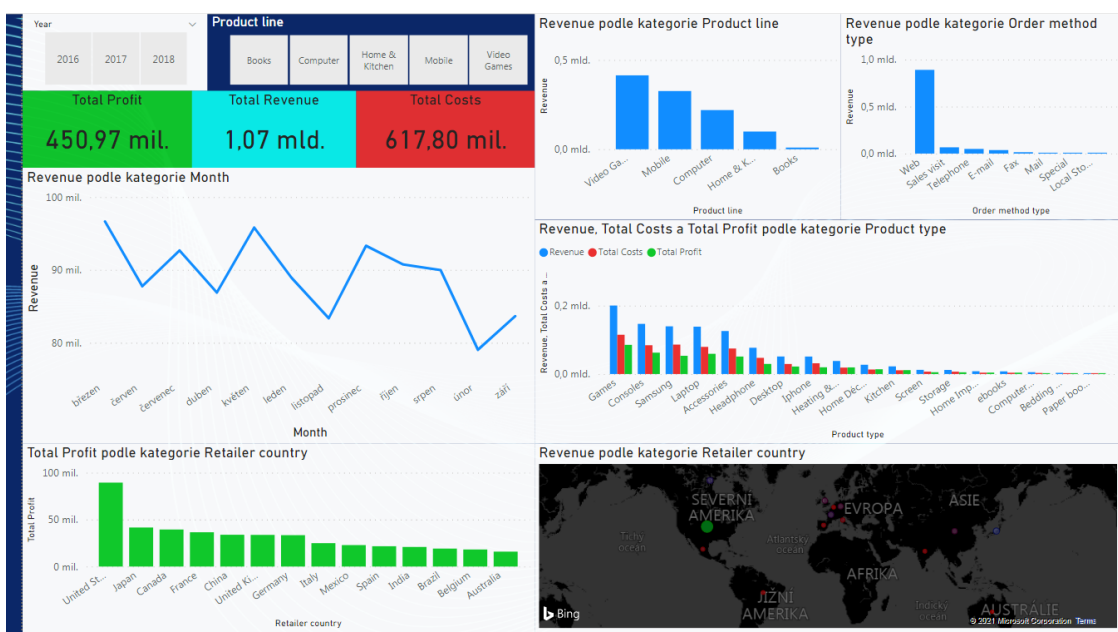 Year
2016 2017 2018
Product line
Books Computer Home & Kitchen Mobile Video Games
Total Profit
450,97 mil.
Total Revenue
1,07 mld.
Total Costs
617,80 mil.
Revenue podle kategorie Product line
Revenue
0,5 mld.
0,0 mld.
Video Ga... Mobile Computer Home & K... Books
Product line
Revenue podle kategorie Order method
type
Revenue
1,0 mld.
0,5 mld.
0,0 mld.
Web Sales visit Telephone E-mail Fax Mail Special Local Sto...
Order method type
Revenue podle kategorie Month
Revenue
100 mil.
90 mil.
80 mil.
březen červen červenec duben květen leden listopad prosinec říjen srpen únor září
Month
Revenue, Total Costs a Total Profit podle kategorie Product type
Revenue Total Costs Total Profit
Revenue, Total Costs a ...
0,2 mld.
0,0 mld.
Games Consoles Samsung Laptop Accessories Headphone Desktop Iphone Heating &... Home Déc... Kitchen Screen Storage Home Imp... ebooks Computer... Bedding ... Paper boo...
Product type
Total Profit podle kategorie Retailer country
Total Profit
100 mil.
50 mil.
0 mil.
United St... Japan Canada France China United Ki... Germany Italy Mexico Spain India Brazil Belgium Australia
Retailer country
Revenue podle kategorie Retailer country
SEVERNÍ
AMERIKA
EVROPA
ASIE
Tichý
oceán
Atlantský
oceán
AFRIKA
JIŽNÍ
AMERIKA
Indický
oceán
AUSTRÁLIE
Bing
© 2021 Microsoft Corporation Terms